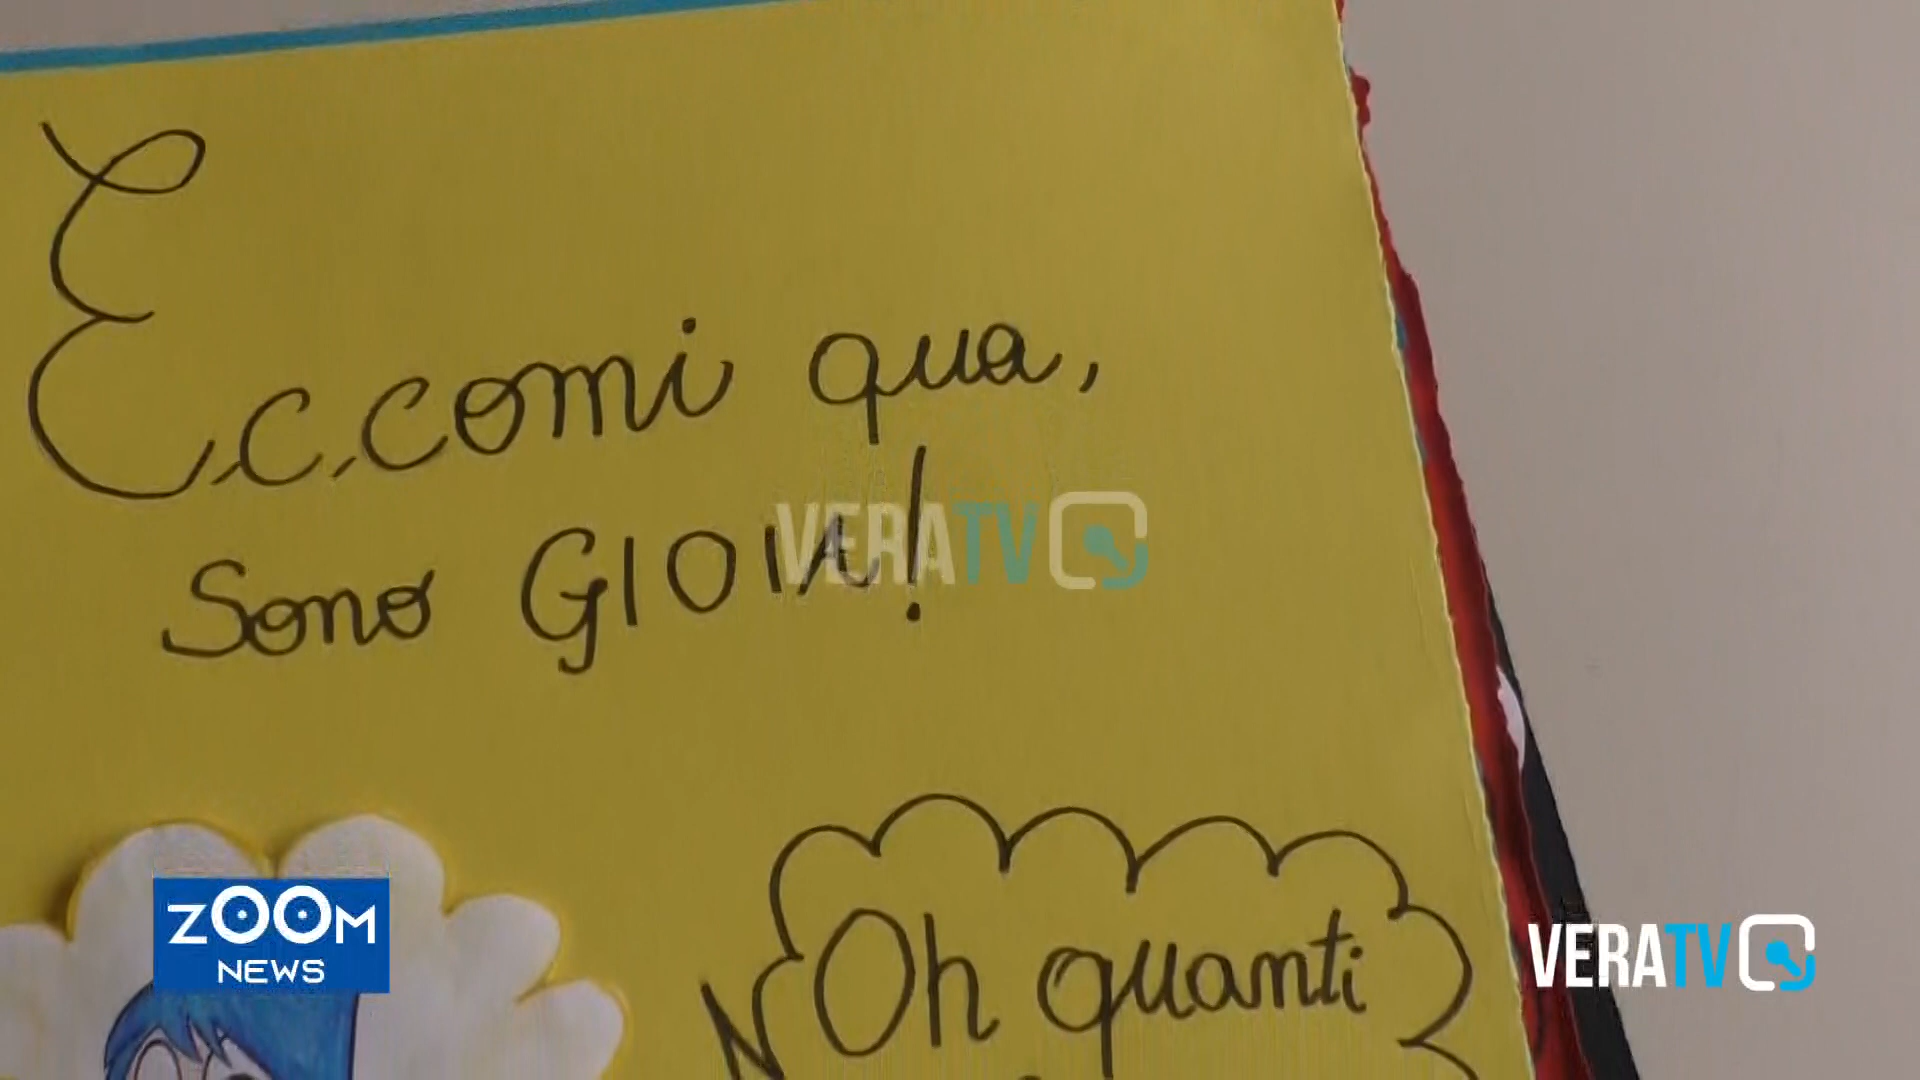 Eccomi qua,
sono GIOIA!
VERATV
Oh quanti
ZOOM
NEWS
VERATV